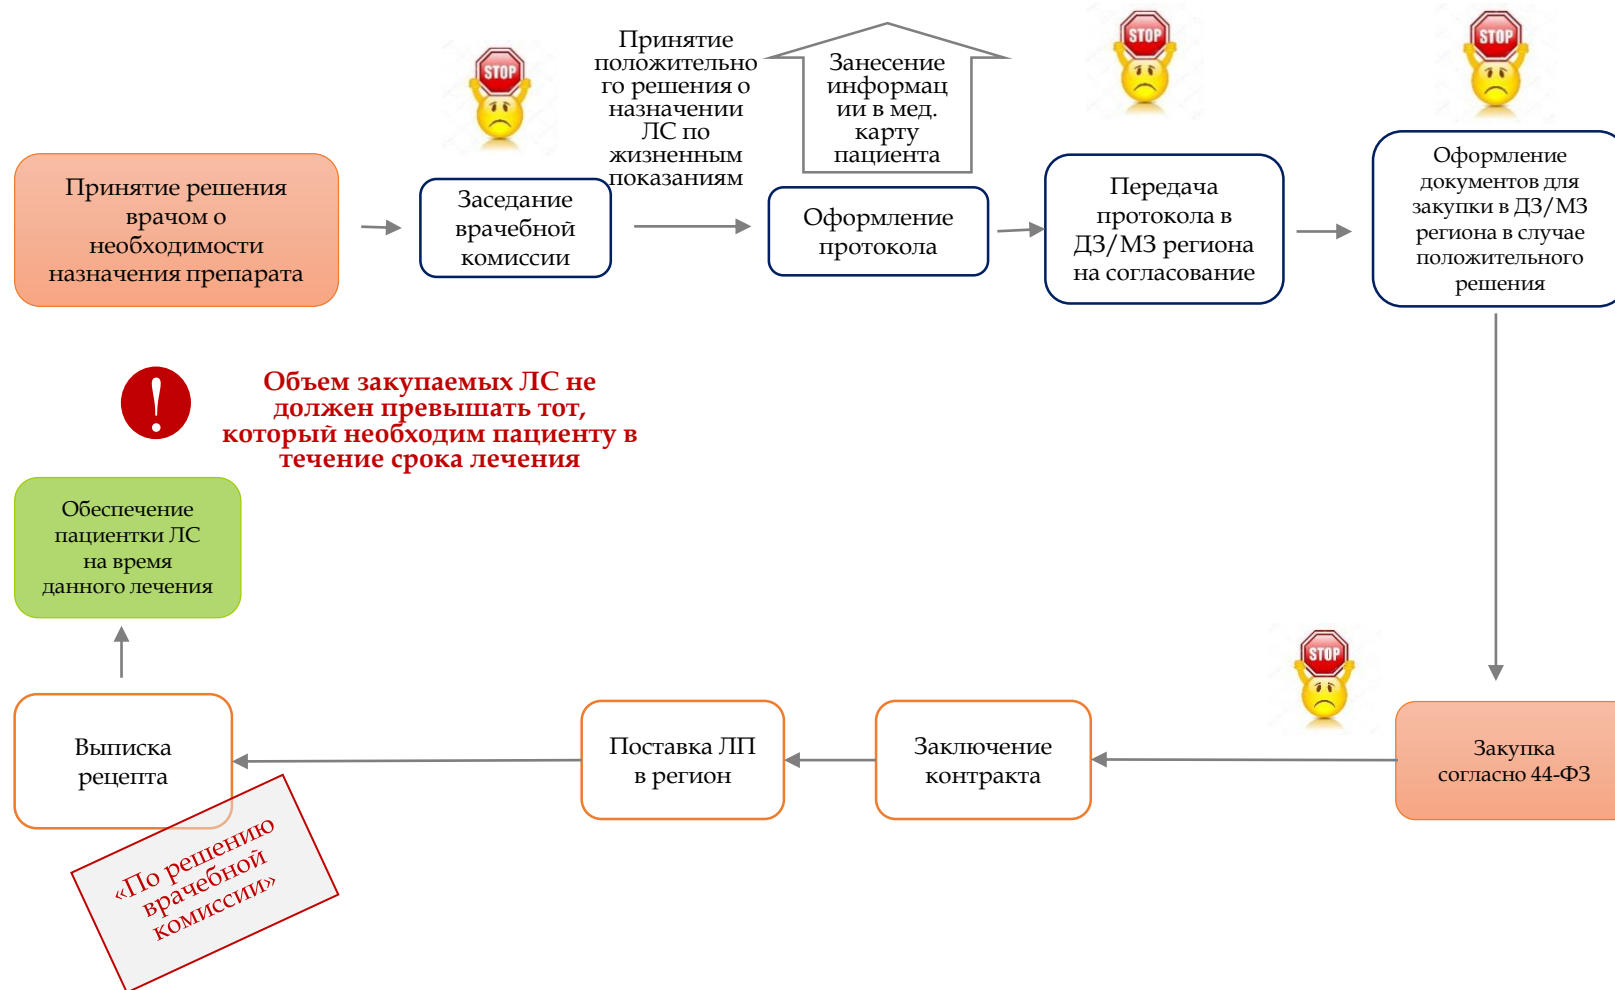 STOP
STOP
STOP
Принятие
положительно
го решения о
назначении
ЛС по
жизненным
показаниям
Занесение
информац
ии в мед.
карту
пациента
Принятие решения
врачом о
необходимости
назначения препарата
Заседание
врачебной
комиссии
Оформление
протокола
Передача
протокола в
ДЗ/МЗ региона
на согласование
Оформление
документов для
закупки в ДЗ/МЗ
региона в случае
положительного
решения
!
Объем закупаемых ЛС не
должен превышать тот,
который необходим пациенту в
течение срока лечения
Обеспечение
пациентки ЛС
на время
данного лечения
STOP
Выписка
рецепта
Поставка ЛП
в регион
Заключение
контракта
Закупка
согласно 44-ФЗ
«По решению
врачебной
комиссии»